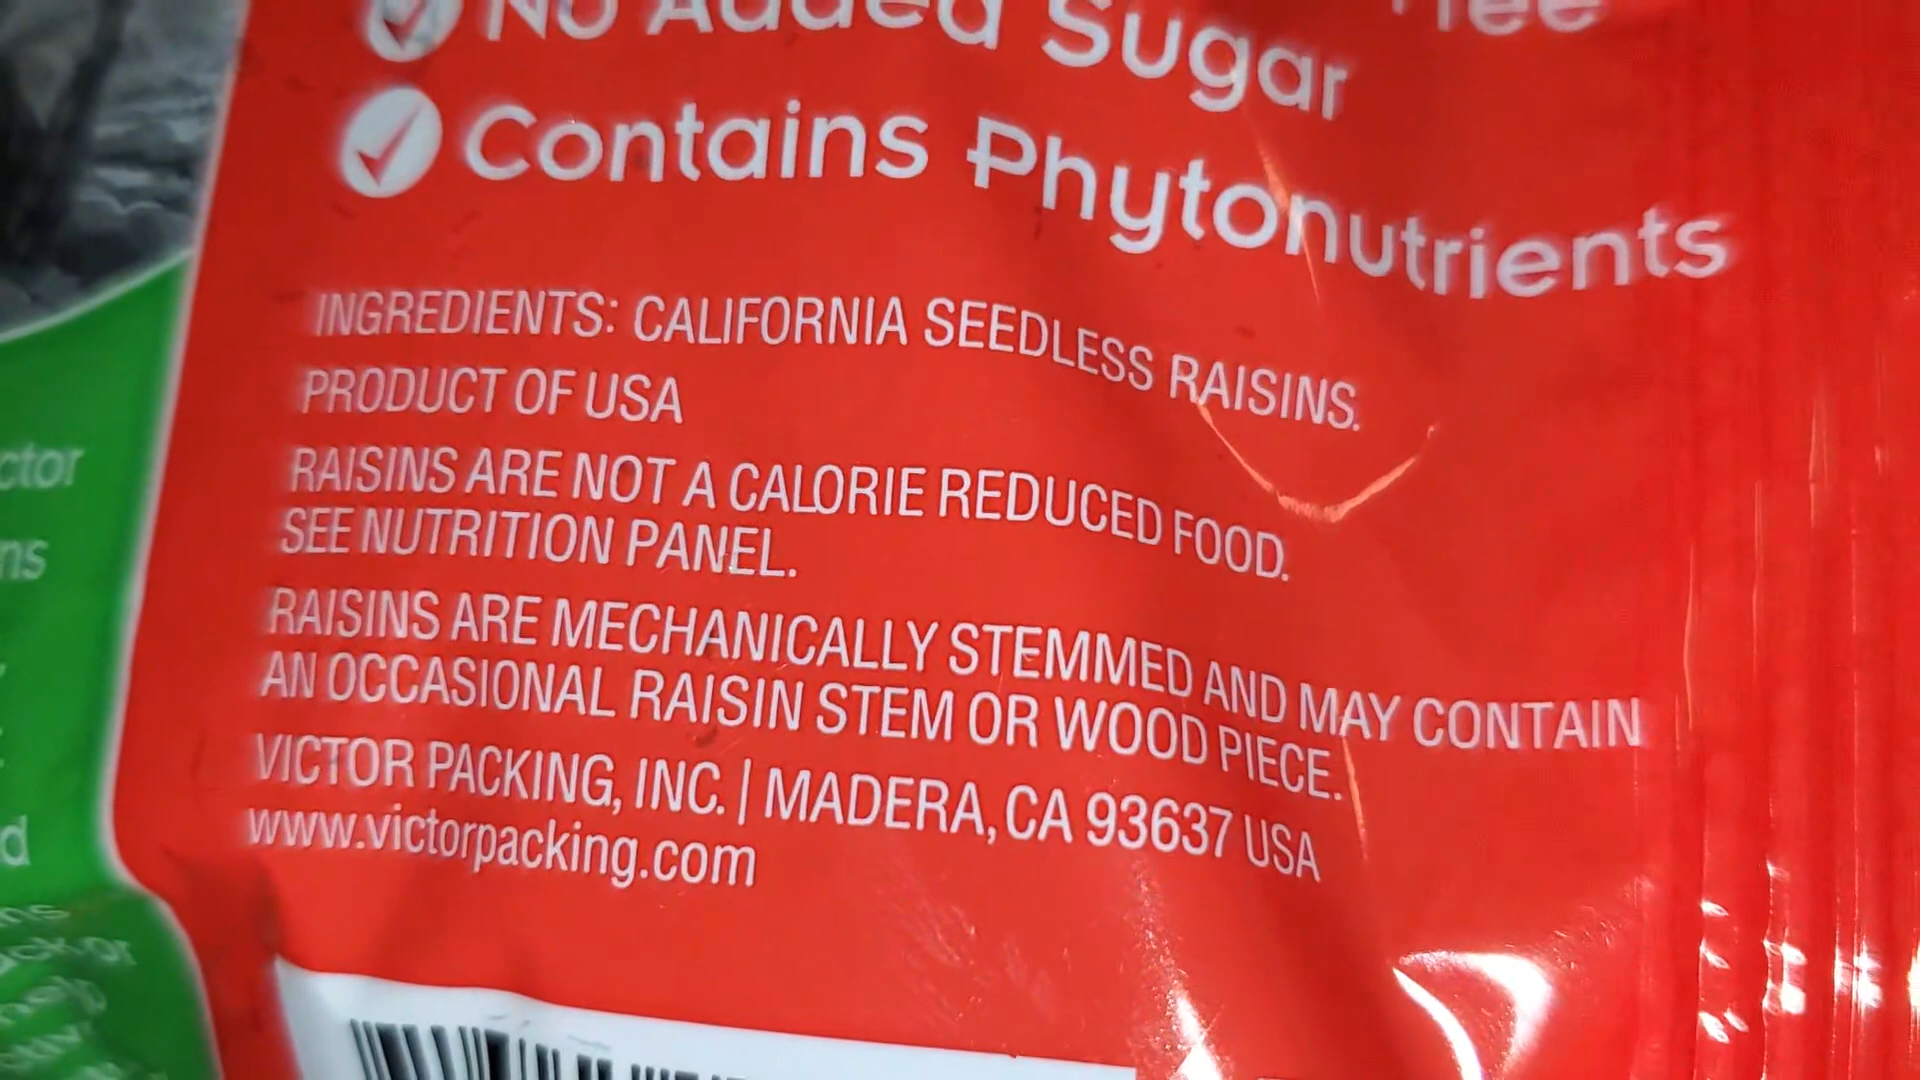 No Added Sugar
Contains Phytonutrients
INGREDIENTS: CALIFORNIA SEEDLESS RAISINS.
PRODUCT OF USA
RAISINS ARE NOT A CALORIE REDUCED FOOD.
SEE NUTRITION PANEL.
RAISINS ARE MECHANICALLY STEMMED AND MAY CONTAIN
AN OCCASIONAL RAISIN STEM OR WOOD PIECE.
VICTOR PACKING, INC. | MADERA, CA 93637 USA
www.victorpacking.com